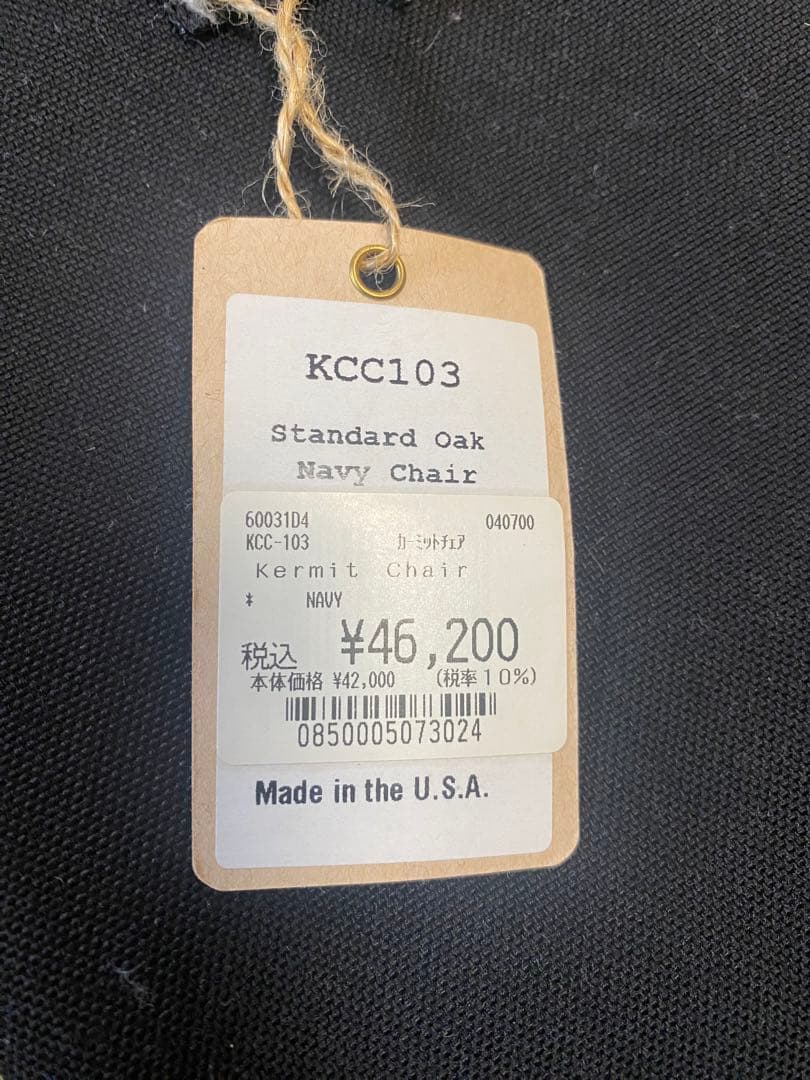 KCC103
Standard Oak
Navy Chair
60031D4 040700
KCC-103 カーミットチェア
Kermit Chair
* NAVY
税込 ¥46,200
本体価格 ¥42,000 (税率10%)
0850005073024
Made in the U.S.A.